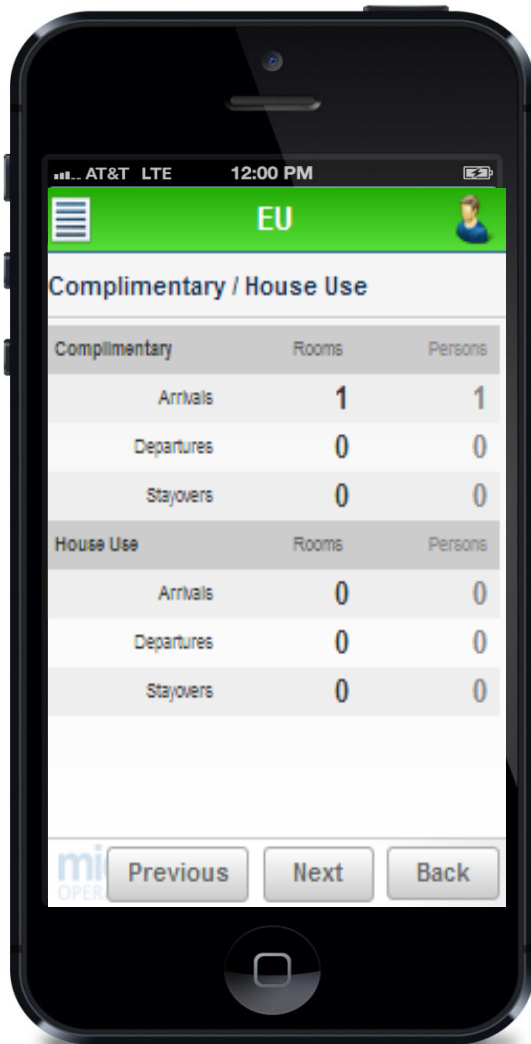 AT&T LTE 12:00 PM
EU
Complimentary / House Use
Complimentary Rooms Persons
Arrivals 1 1
Departures 0 0
Stayovers 0 0
House Use Rooms Persons
Arrivals 0 0
Departures 0 0
Stayovers 0 0
Previous Next Back